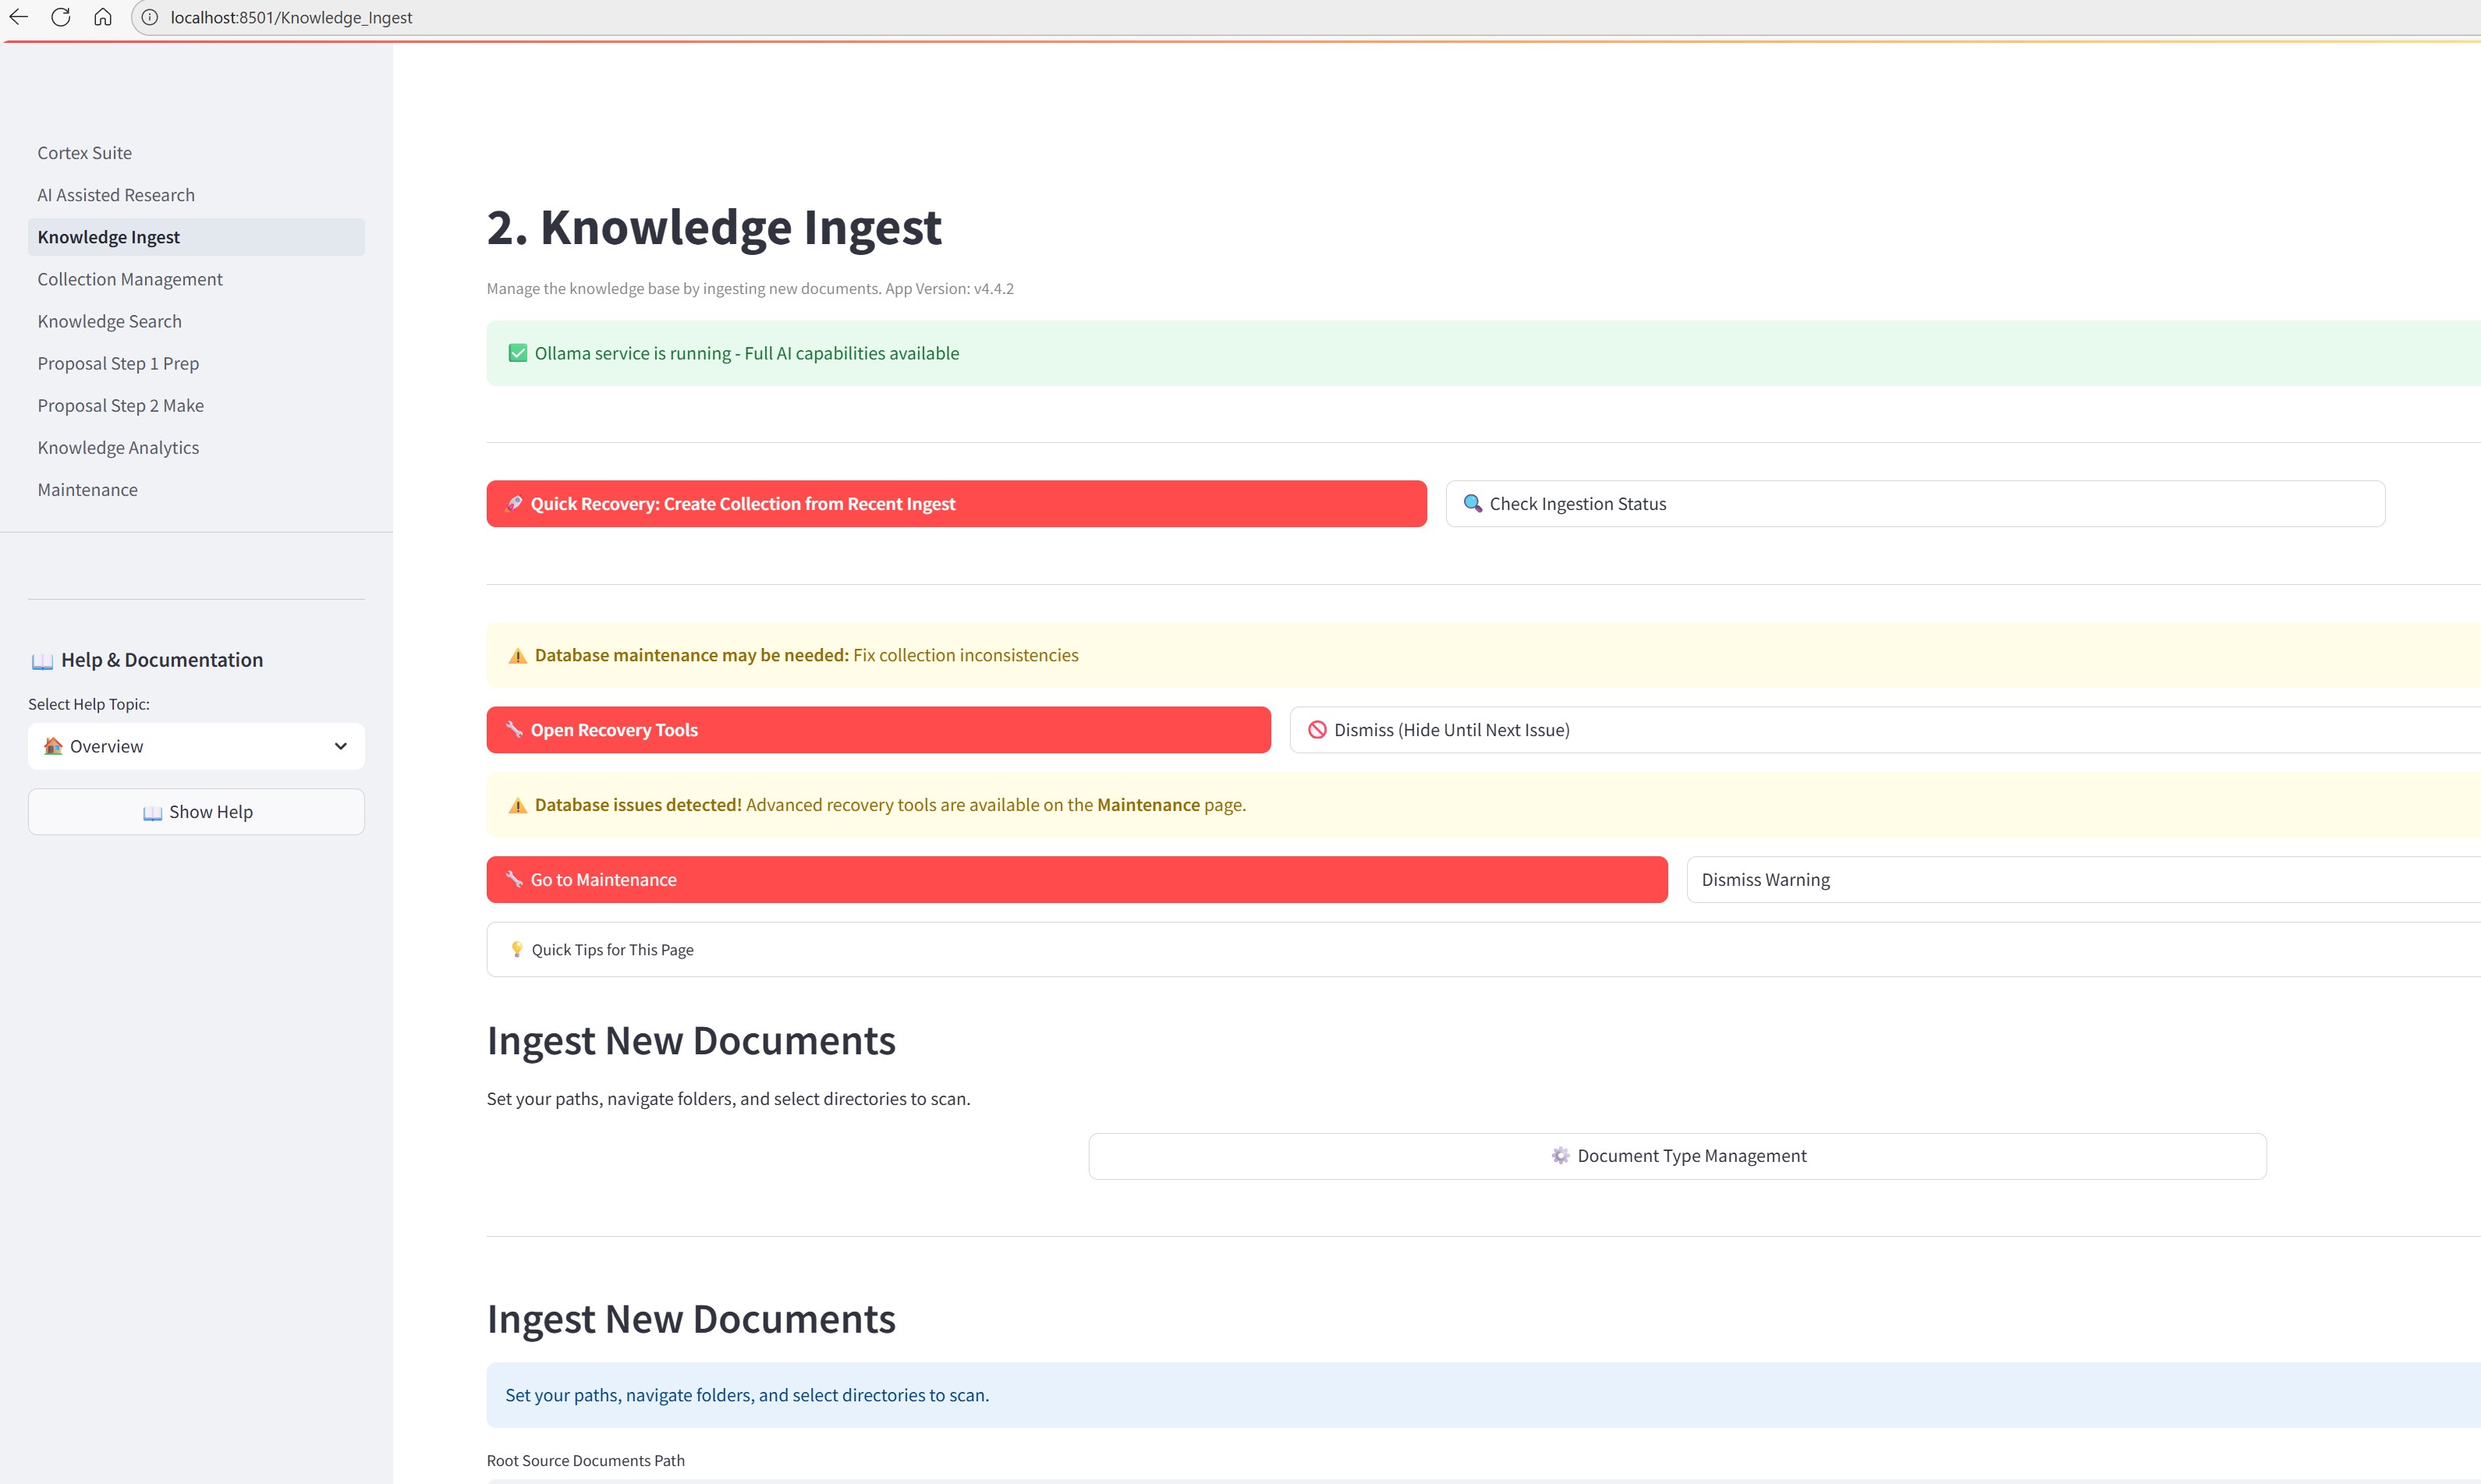 localhost:8501/Knowledge_Ingest
Cortex Suite
AI Assisted Research
Knowledge Ingest
Collection Management
Knowledge Search
Proposal Step 1 Prep
Proposal Step 2 Make
Knowledge Analytics
Maintenance
📖 Help & Documentation
Select Help Topic:
🏠 Overview
📖 Show Help
2. Knowledge Ingest
Manage the knowledge base by ingesting new documents. App Version: v4.4.2
✅ Ollama service is running - Full AI capabilities available
🚀 Quick Recovery: Create Collection from Recent Ingest
🔍 Check Ingestion Status
⚠️ Database maintenance may be needed: Fix collection inconsistencies
🔧 Open Recovery Tools
🚫 Dismiss (Hide Until Next Issue)
⚠️ Database issues detected! Advanced recovery tools are available on the Maintenance page.
🔧 Go to Maintenance
Dismiss Warning
💡 Quick Tips for This Page
Ingest New Documents
Set your paths, navigate folders, and select directories to scan.
⚙️ Document Type Management
Ingest New Documents
Set your paths, navigate folders, and select directories to scan.
Root Source Documents Path